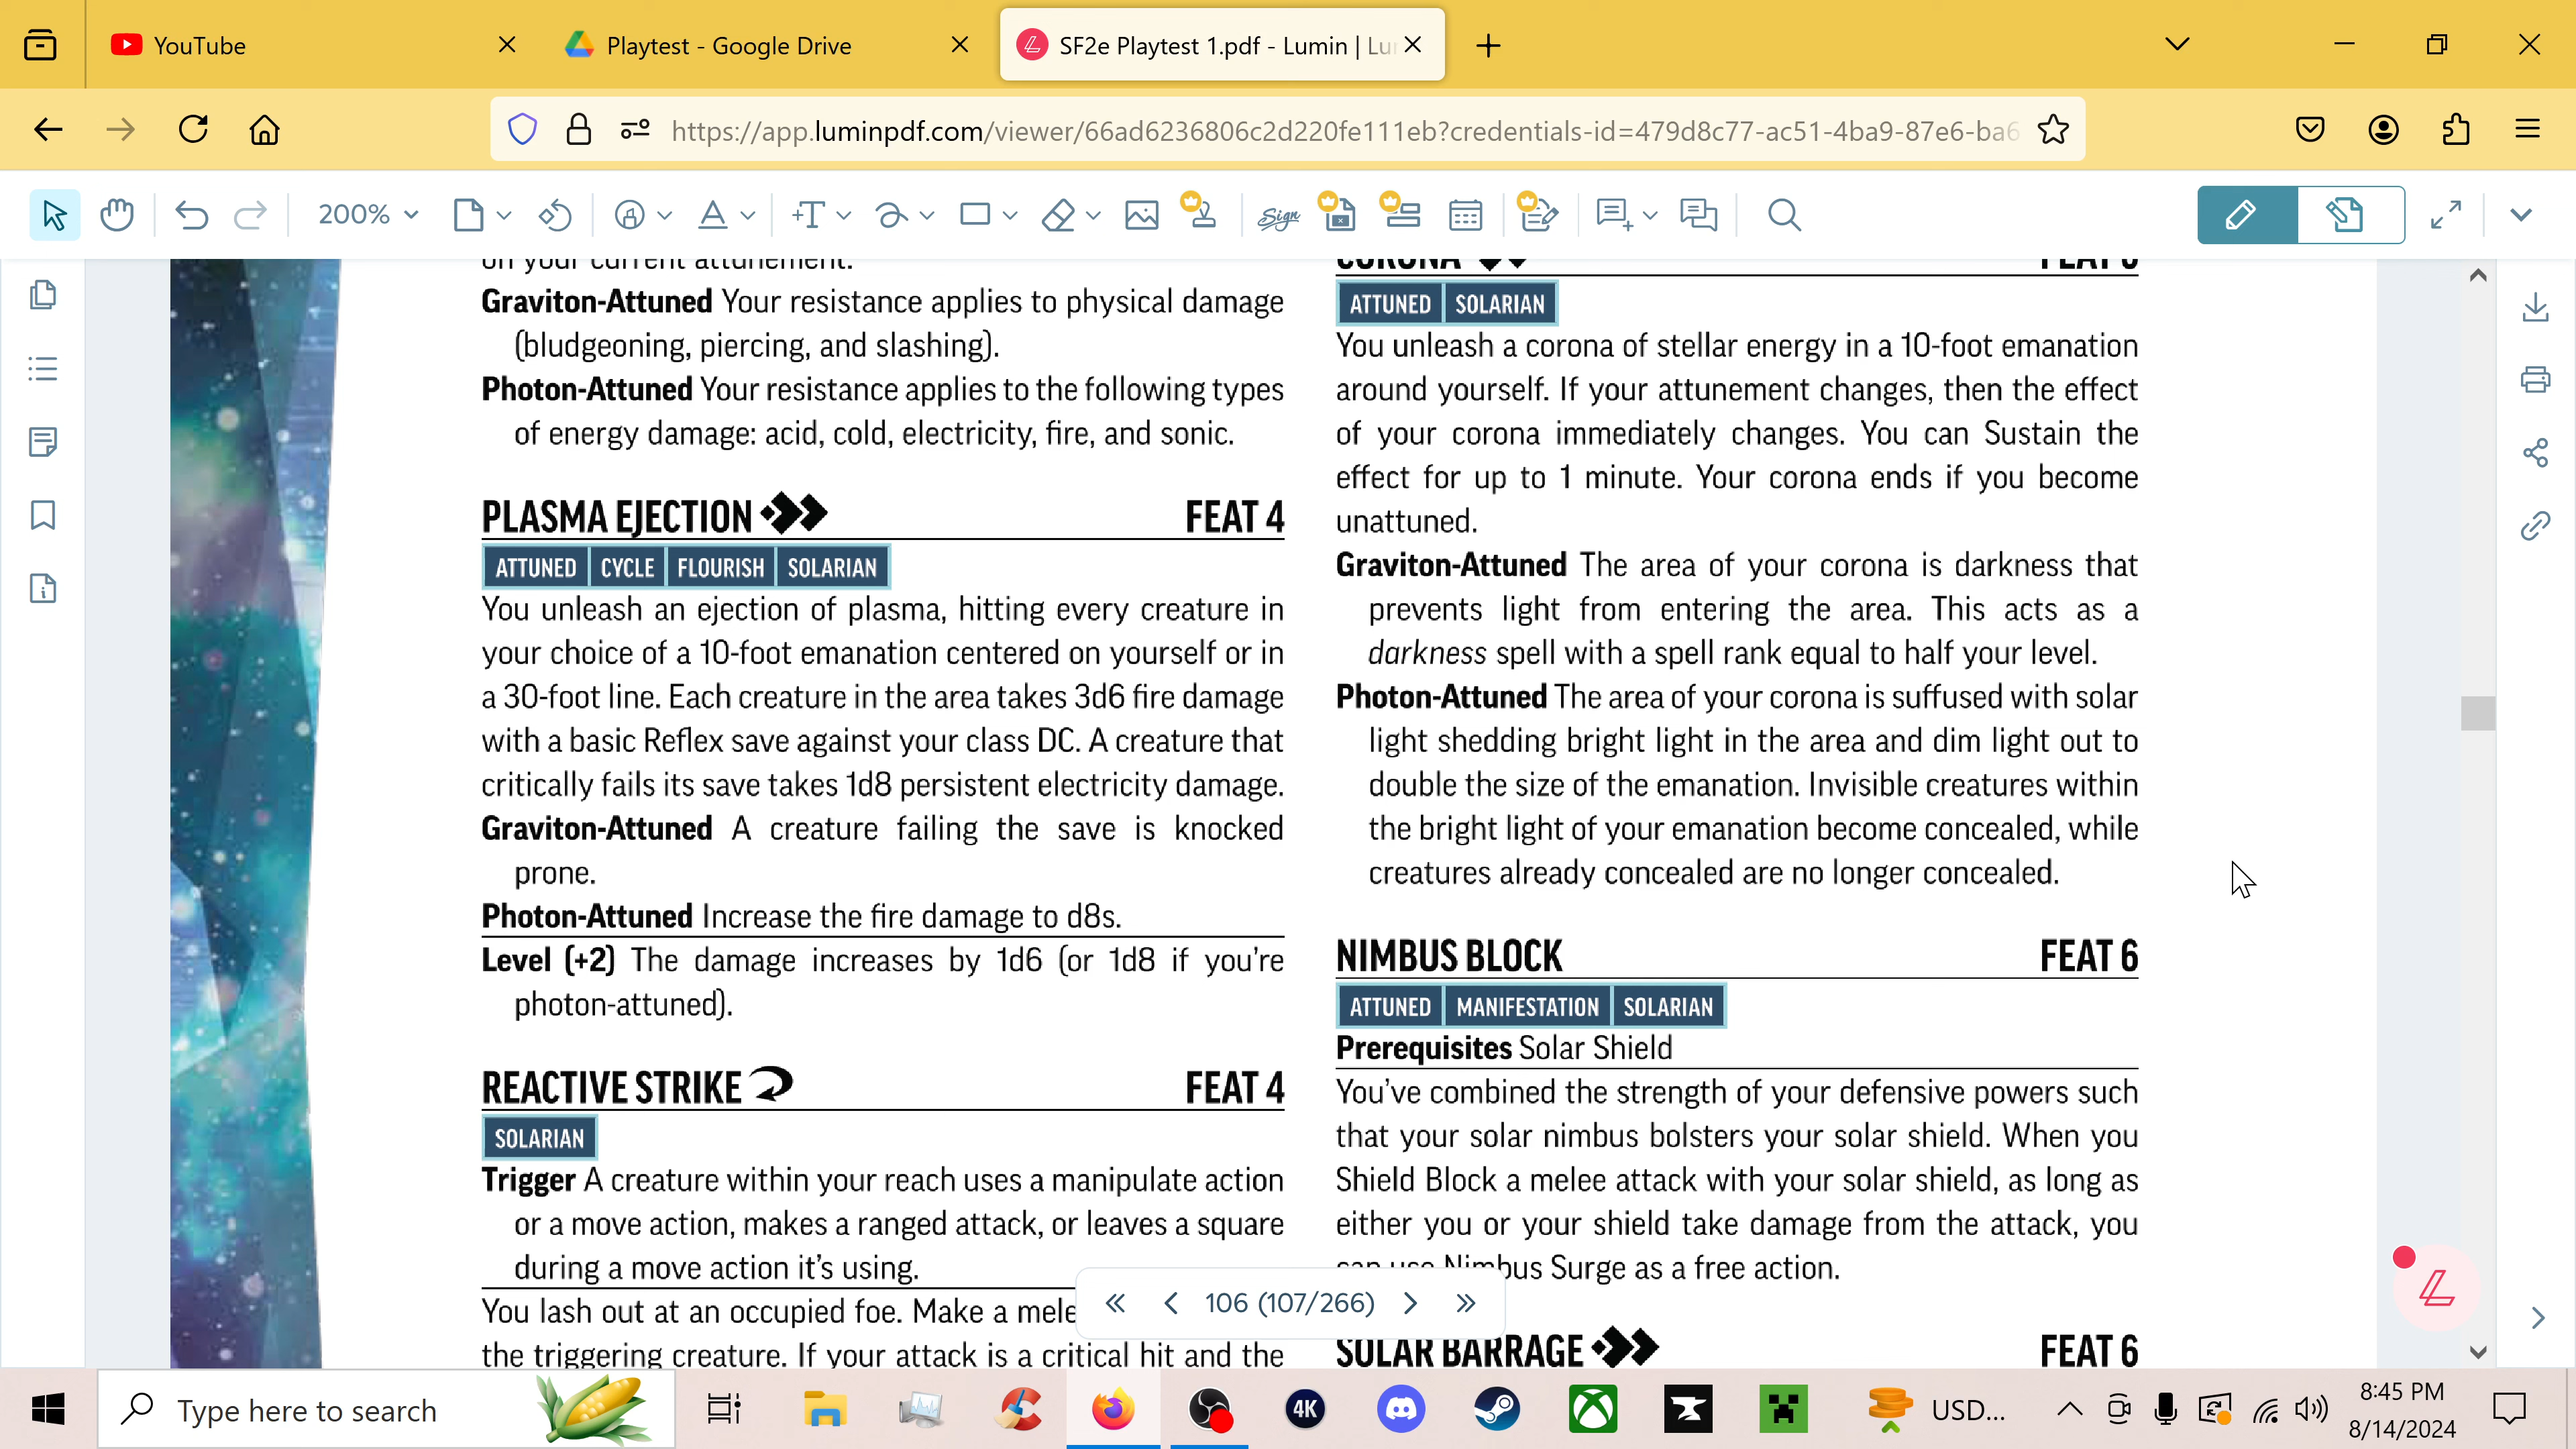 YouTube
Playtest - Google Drive
SF2e Playtest 1.pdf - Lumin | Lu
https://app.luminpdf.com/viewer/66ad6236806c2d220fe111eb?credentials-id=479d8c77-ac51-4ba9-87e6-ba6
200%
Sign
on your current attunement.
Graviton-Attuned Your resistance applies to physical damage
(bludgeoning, piercing, and slashing).
Photon-Attuned Your resistance applies to the following types
of energy damage: acid, cold, electricity, fire, and sonic.
PLASMA EJECTION FEAT 4
ATTUNED CYCLE FLOURISH SOLARIAN
You unleash an ejection of plasma, hitting every creature in
your choice of a 10-foot emanation centered on yourself or in
a 30-foot line. Each creature in the area takes 3d6 fire damage
with a basic Reflex save against your class DC. A creature that
critically fails its save takes 1d8 persistent electricity damage.
Graviton-Attuned A creature failing the save is knocked
prone.
Photon-Attuned Increase the fire damage to d8s.
Level (+2) The damage increases by 1d6 (or 1d8 if you're
photon-attuned).
REACTIVE STRIKE FEAT 4
SOLARIAN
Trigger A creature within your reach uses a manipulate action
or a move action, makes a ranged attack, or leaves a square
during a move action it's using.
You lash out at an occupied foe. Make a mele
the triggering creature. If your attack is a critical hit and the
CORONA FEAT 6
ATTUNED SOLARIAN
You unleash a corona of stellar energy in a 10-foot emanation
around yourself. If your attunement changes, then the effect
of your corona immediately changes. You can Sustain the
effect for up to 1 minute. Your corona ends if you become
unattuned.
Graviton-Attuned The area of your corona is darkness that
prevents light from entering the area. This acts as a
darkness spell with a spell rank equal to half your level.
Photon-Attuned The area of your corona is suffused with solar
light shedding bright light in the area and dim light out to
double the size of the emanation. Invisible creatures within
the bright light of your emanation become concealed, while
creatures already concealed are no longer concealed.
NIMBUS BLOCK FEAT 6
ATTUNED MANIFESTATION SOLARIAN
Prerequisites Solar Shield
You've combined the strength of your defensive powers such
that your solar nimbus bolsters your solar shield. When you
Shield Block a melee attack with your solar shield, as long as
either you or your shield take damage from the attack, you
can use Nimbus Surge as a free action.
SOLAR BARRAGE FEAT 6
106 (107/266)
Type here to search
4K
USD...
8:45 PM
8/14/2024